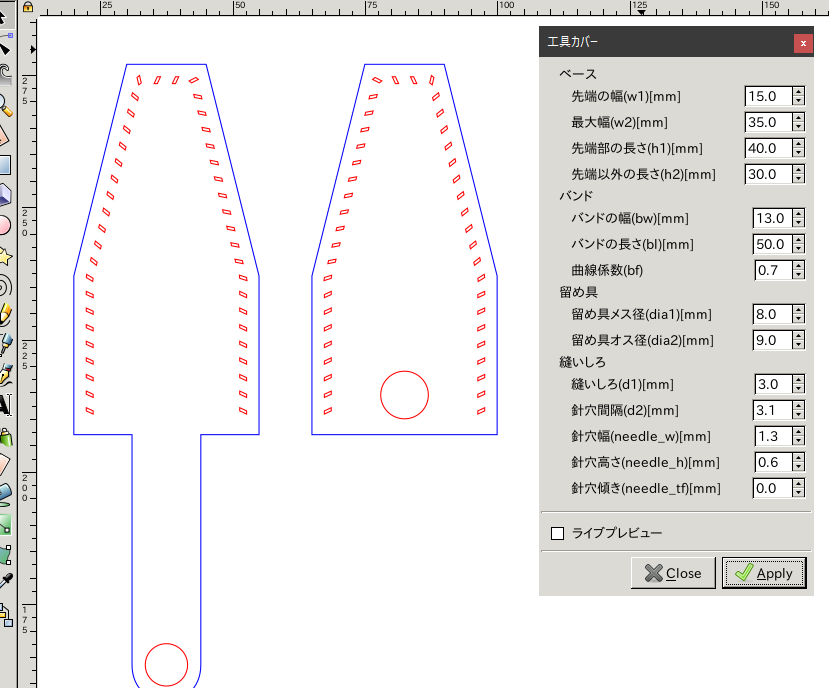 25
50
75
100
125
150
275
250
225
200
175
工具カバー
ベース
先端の幅(w1)[mm] 15.0
最大幅(w2)[mm] 35.0
先端部の長さ(h1)[mm] 40.0
先端以外の長さ(h2)[mm] 30.0
バンド
バンドの幅(bw)[mm] 13.0
バンドの長さ(bl)[mm] 50.0
曲線係数(bf) 0.7
留め具
留め具メス径(dia1)[mm] 8.0
留め具オス径(dia2)[mm] 9.0
縫いしろ
縫いしろ(d1)[mm] 3.0
針穴間隔(d2)[mm] 3.1
針穴幅(needle_w)[mm] 1.3
針穴高さ(needle_h)[mm] 0.6
針穴傾き(needle_tf)[mm] 0.0
ライブプレビュー
Close
Apply